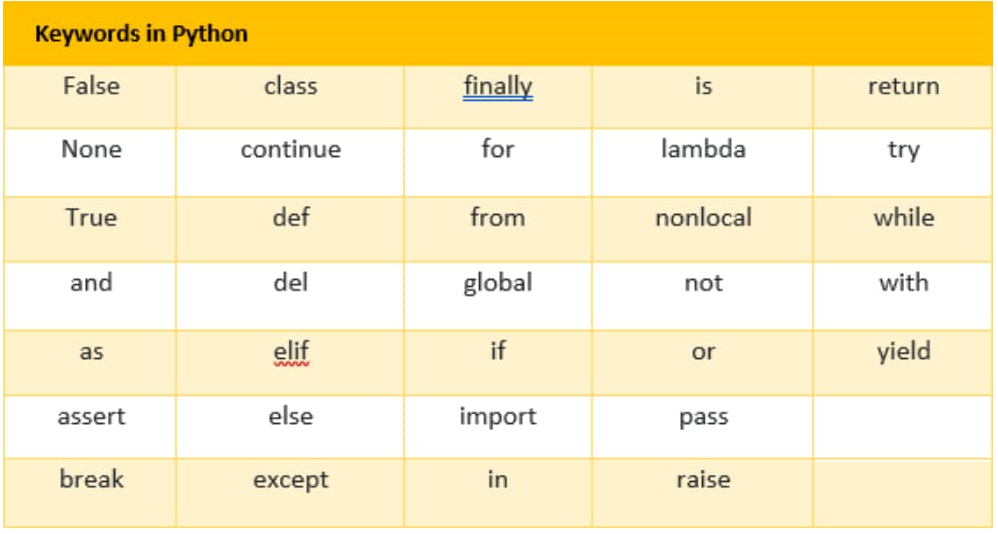 Keywords in Python
False class finally is return
None continue for lambda try
True def from nonlocal while
and del global not with
as elif if or yield
assert else import pass
break except in raise